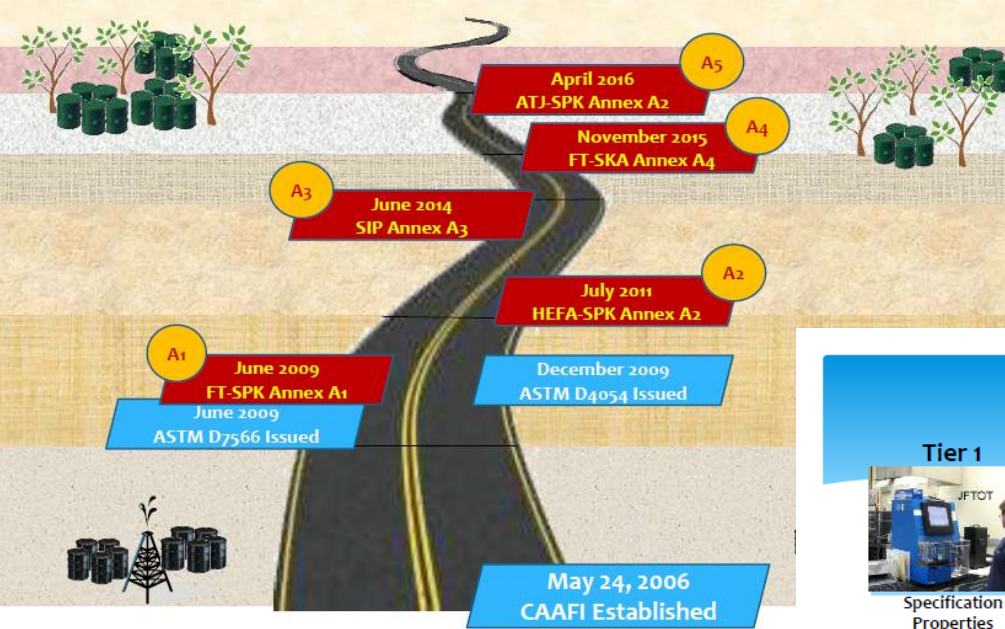 A5
April 2016
ATJ-SPK Annex A2
A4
November 2015
FT-SKA Annex A4
A3
June 2014
SIP Annex A3
A2
July 2011
HEFA-SPK Annex A2
A1
June 2009
FT-SPK Annex A1
June 2009
ASTM D7566 Issued
December 2009
ASTM D4054 Issued
May 24, 2006
CAAFI Established
Tier 1
JFTOT
Specification
Properties